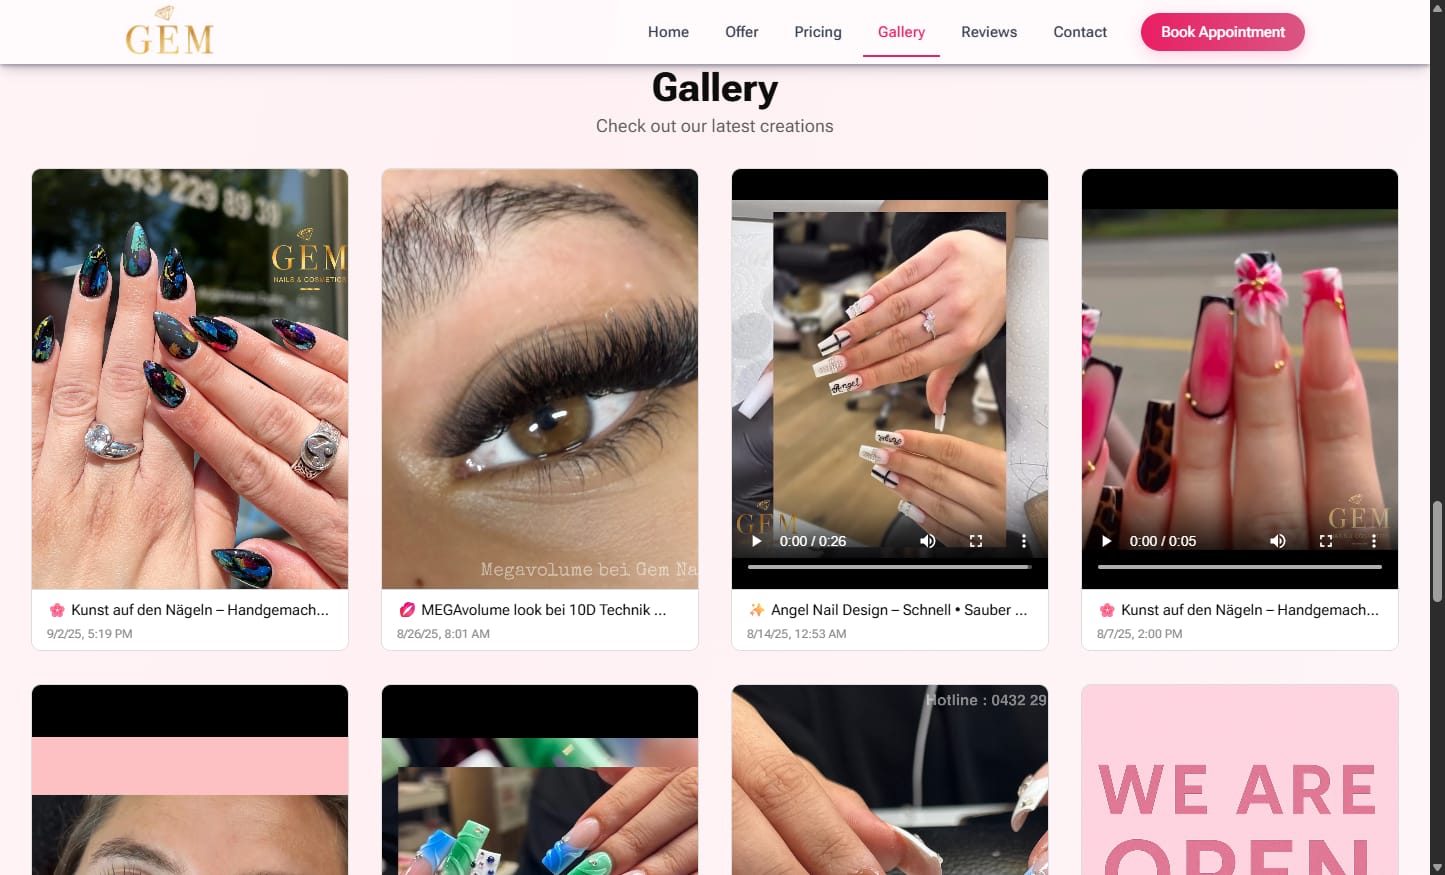 GEM
Home
Offer
Pricing
Gallery
Reviews
Contact
Book Appointment
Gallery
Check out our latest creations
043 229 89 39
GEM
NAILS & COSMETICS
Megavolume bei Gem Na
🌸 Kunst auf den Nägeln – Handgemach...
9/2/25, 5:19 PM
💋 MEGAvolume look bei 10D Technik ...
8/26/25, 8:01 AM
Angel
GEM
0:00 / 0:26
✨ Angel Nail Design – Schnell • Sauber ...
8/14/25, 12:53 AM
GEM
0:00 / 0:05
🌸 Kunst auf den Nägeln – Handgemach...
8/7/25, 2:00 PM
Hotline : 0432 29
WE ARE
OPEN